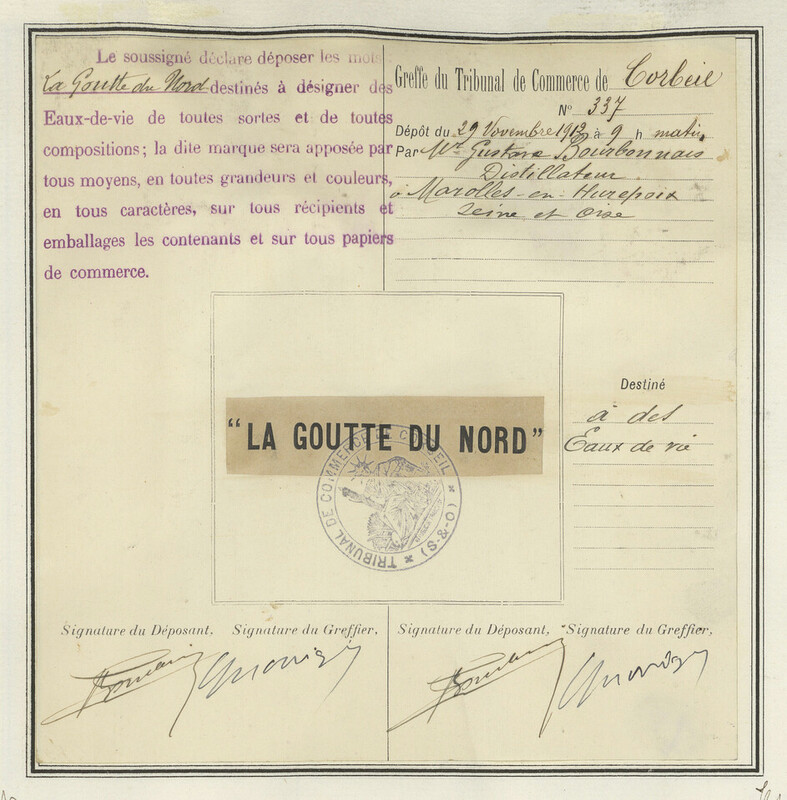 Le soussigné déclare déposer les mots
La Goutte du Nord destinés à désigner des
Eaux-de-vie de toutes sortes et de toutes
compositions; la dite marque sera apposée par
tous moyens, en toutes grandeurs et couleurs,
en tous caractères, sur tous récipients et
emballages les contenants et sur tous papiers
de commerce.
Greffe du Tribunal de Commerce de Corbeil
N° 337
Dépôt du 29 Novembre 1913 à 9 h matin
Par Mr Gustave Bourbonnais
Distillateur
à Marolles-en-Hurepoix
Seine et Oise
"LA GOUTTE DU NORD"
TRIBUNAL DE COMMERCE DE CORBEIL * (O-&-S) *
Destiné
à des
Eaux de vie
Signature du Déposant, Signature du Greffier,
Signature du Déposant, Signature du Greffier,